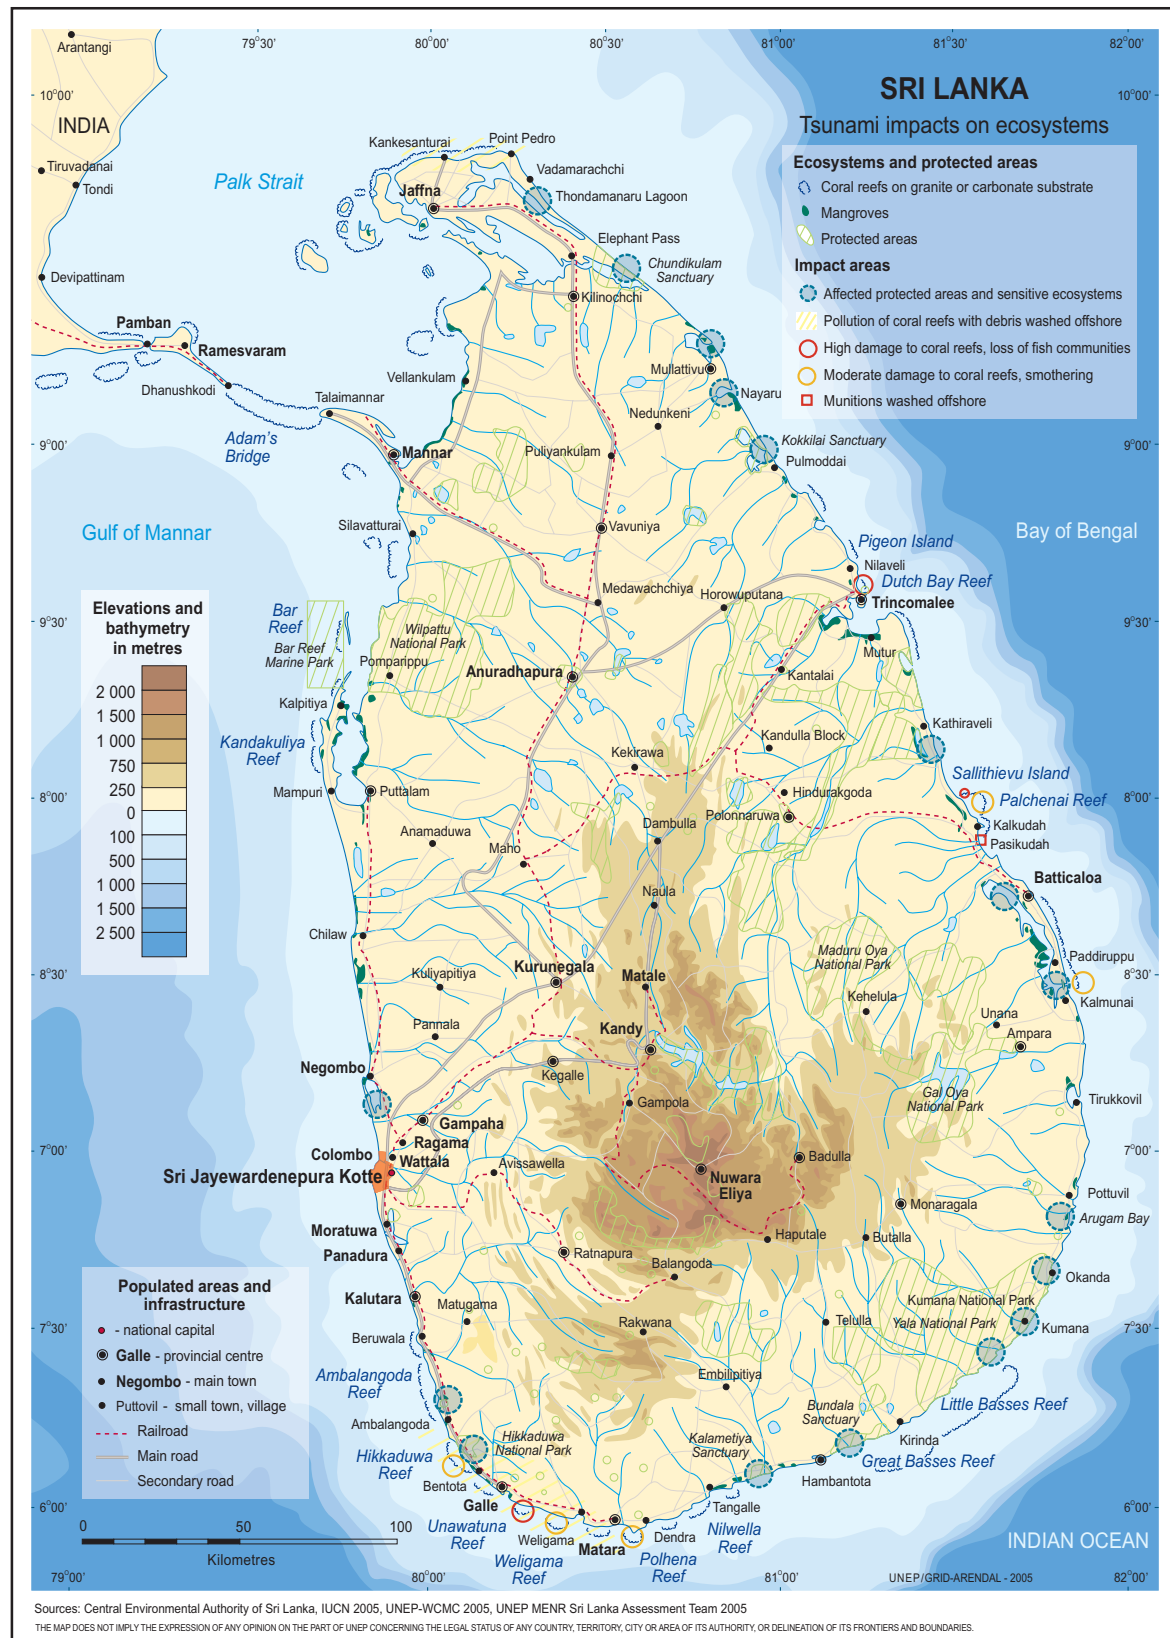 79°30'
80°00'
80°30'
81°00'
81°30'
82°00'
Arantangi
10°00'
SRI LANKA
10°00'
INDIA
Tsunami impacts on ecosystems
Kankesanturai
Point Pedro
Tiruvadanai
Tondi
Palk Strait
Vadamarachchi
Jaffna
Thondamanaru Lagoon
Ecosystems and protected areas
Coral reefs on granite or carbonate substrate
Mangroves
Protected areas
Impact areas
Affected protected areas and sensitive ecosystems
Pollution of coral reefs with debris washed offshore
High damage to coral reefs, loss of fish communities
Moderate damage to coral reefs, smothering
Munitions washed offshore
Elephant Pass
Chundikulam
Sanctuary
Devipattinam
Kilinochchi
Pamban
Ramesvaram
Mullattivu
Dhanushkodi
Vellankulam
Nayaru
Talaimannar
Nedunkeni
Adam's
Bridge
9°00'
Mannar
Puliyankulam
Kokkilai Sanctuary
Pulmoddai
9°00'
Silavatturai
Vavuniya
Gulf of Mannar
Bay of Bengal
Pigeon Island
Nilaveli
Dutch Bay Reef
Medawachchiya
Horowuputana
Trincomalee
Elevations and
bathymetry
in metres
2 000
1 500
1 000
750
250
0
100
500
1 000
1 500
2 500
Bar
Reef
9°30'
9°30'
Bar Reef
Marine Park
Wilpattu
National Park
Pomparippu
Mutur
Anuradhapura
Kantalai
Kalpitiya
Kathiraveli
Kandakuliya
Reef
Kandulla Block
Kekirawa
Sallithievu Island
Mampuri
Puttalam
Hindurakgoda
Palchenai Reef
8°00'
8°00'
Polonnaruwa
Anamaduwa
Dambulla
Kalkudah
Pasikudah
Maho
Batticaloa
Naula
Chilaw
Maduru Oya
National Park
Paddiruppu
8°30'
Kuliyapitiya
Kurunegala
Matale
8°30'
Kehelula
Kalmunai
Unana
Pannala
Kandy
Ampara
Negombo
Kegalle
Gampola
Gal Oya
National Park
Tirukkovil
Gampaha
Ragama
7°00'
Colombo
Wattala
Badulla
7°00'
Sri Jayewardenepura Kotte
Avissawella
Nuwara
Eliya
Pottuvil
Monaragala
Arugam Bay
Moratuwa
Haputale
Butalla
Panadura
Ratnapura
Balangoda
Okanda
Kalutara
Kumana National Park
Matugama
Rakwana
Telulla
Yala National Park
Kumana
7°30'
7°30'
Beruwala
Populated areas and
infrastructure
- national capital
Galle - provincial centre
Negombo - main town
Puttovil - small town, village
Railroad
Main road
Secondary road
Ambalangoda
Reef
Embilipitiya
Little Basses Reef
Ambalangoda
Bundala
Sanctuary
Hikkaduwa
National Park
Kalametiya
Sanctuary
Kirinda
Hikkaduwa
Reef
Great Basses Reef
Bentota
Hambantota
Galle
Tangalle
6°00'
6°00'
Unawatuna
Reef
Weligama
Dendra
Nilwella
Reef
Matara
Weligama
Reef
Polhena
Reef
INDIAN OCEAN
0
50
100
Kilometres
UNEP/GRID-ARENDAL - 2005
79°00'
80°00'
81°00'
82°00'
Sources: Central Environmental Authority of Sri Lanka, IUCN 2005, UNEP-WCMC 2005, UNEP MENR Sri Lanka Assessment Team 2005
THE MAP DOES NOT IMPLY THE EXPRESSION OF ANY OPINION ON THE PART OF UNEP CONCERNING THE LEGAL STATUS OF ANY COUNTRY, TERRITORY, CITY OR AREA OF ITS AUTHORITY, OR DELINEATION OF ITS FRONTIERS AND BOUNDARIES.